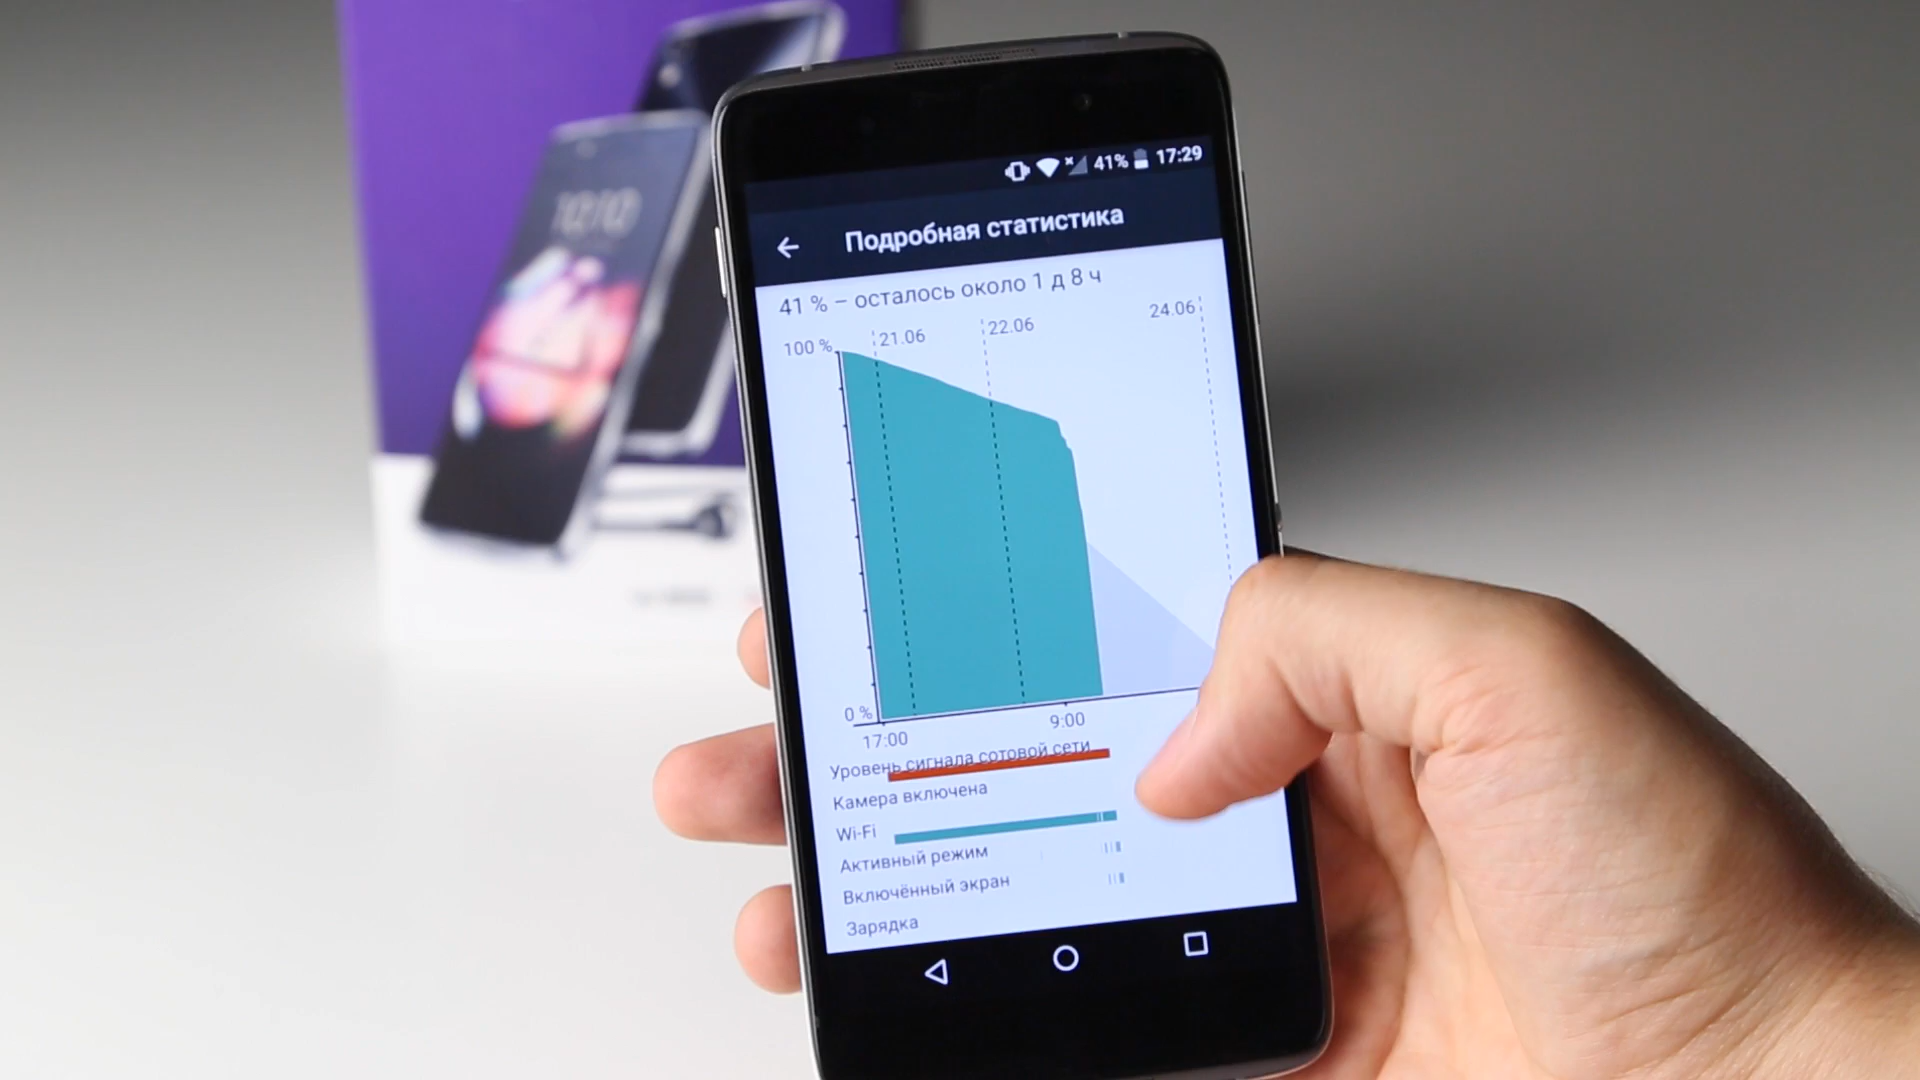 41% 17:29
Подробная статистика
41 % – осталось около 1 д 8 ч
21.06 22.06 24.06
100 %
0 %
17:00 9:00
Уровень сигнала сотовой сети
Камера включена
Wi-Fi
Активный режим
Включённый экран
Зарядка